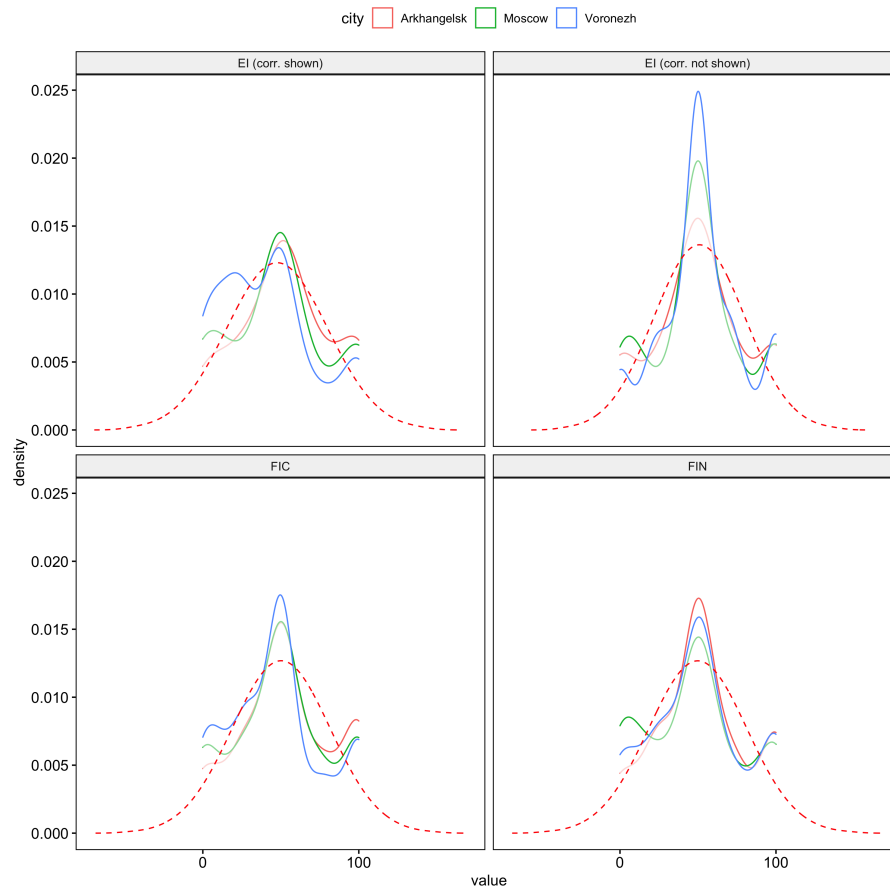 city Arkhangelsk Moscow Voronezh
EI (corr. shown) EI (corr. not shown)
0.025
0.020
0.015
0.010
0.005
0.000
FIC FIN
density
0.025
0.020
0.015
0.010
0.005
0.000
0 100 0 100
value